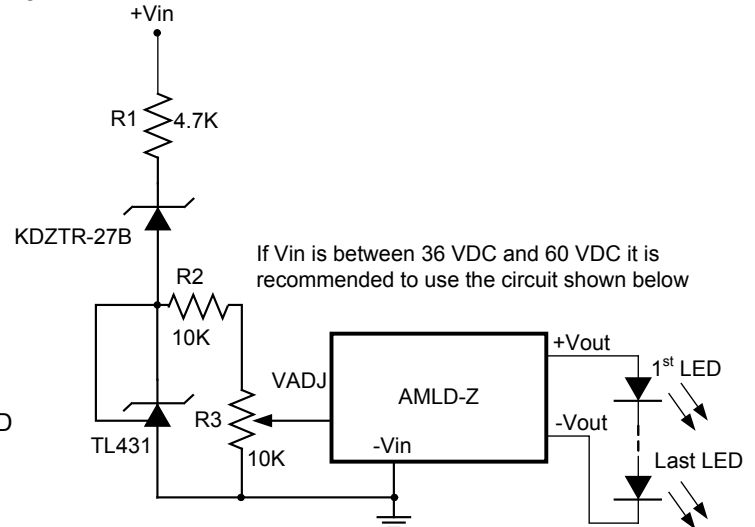 +Vin
R1
4.7K
KDZTR-27B
If Vin is between 36 VDC and 60 VDC it is
recommended to use the circuit shown below
R2
10K
+Vout
1st LED
VADJ
AMLD-Z
R3
-Vout
D
TL431
10K
-Vin
Last LED